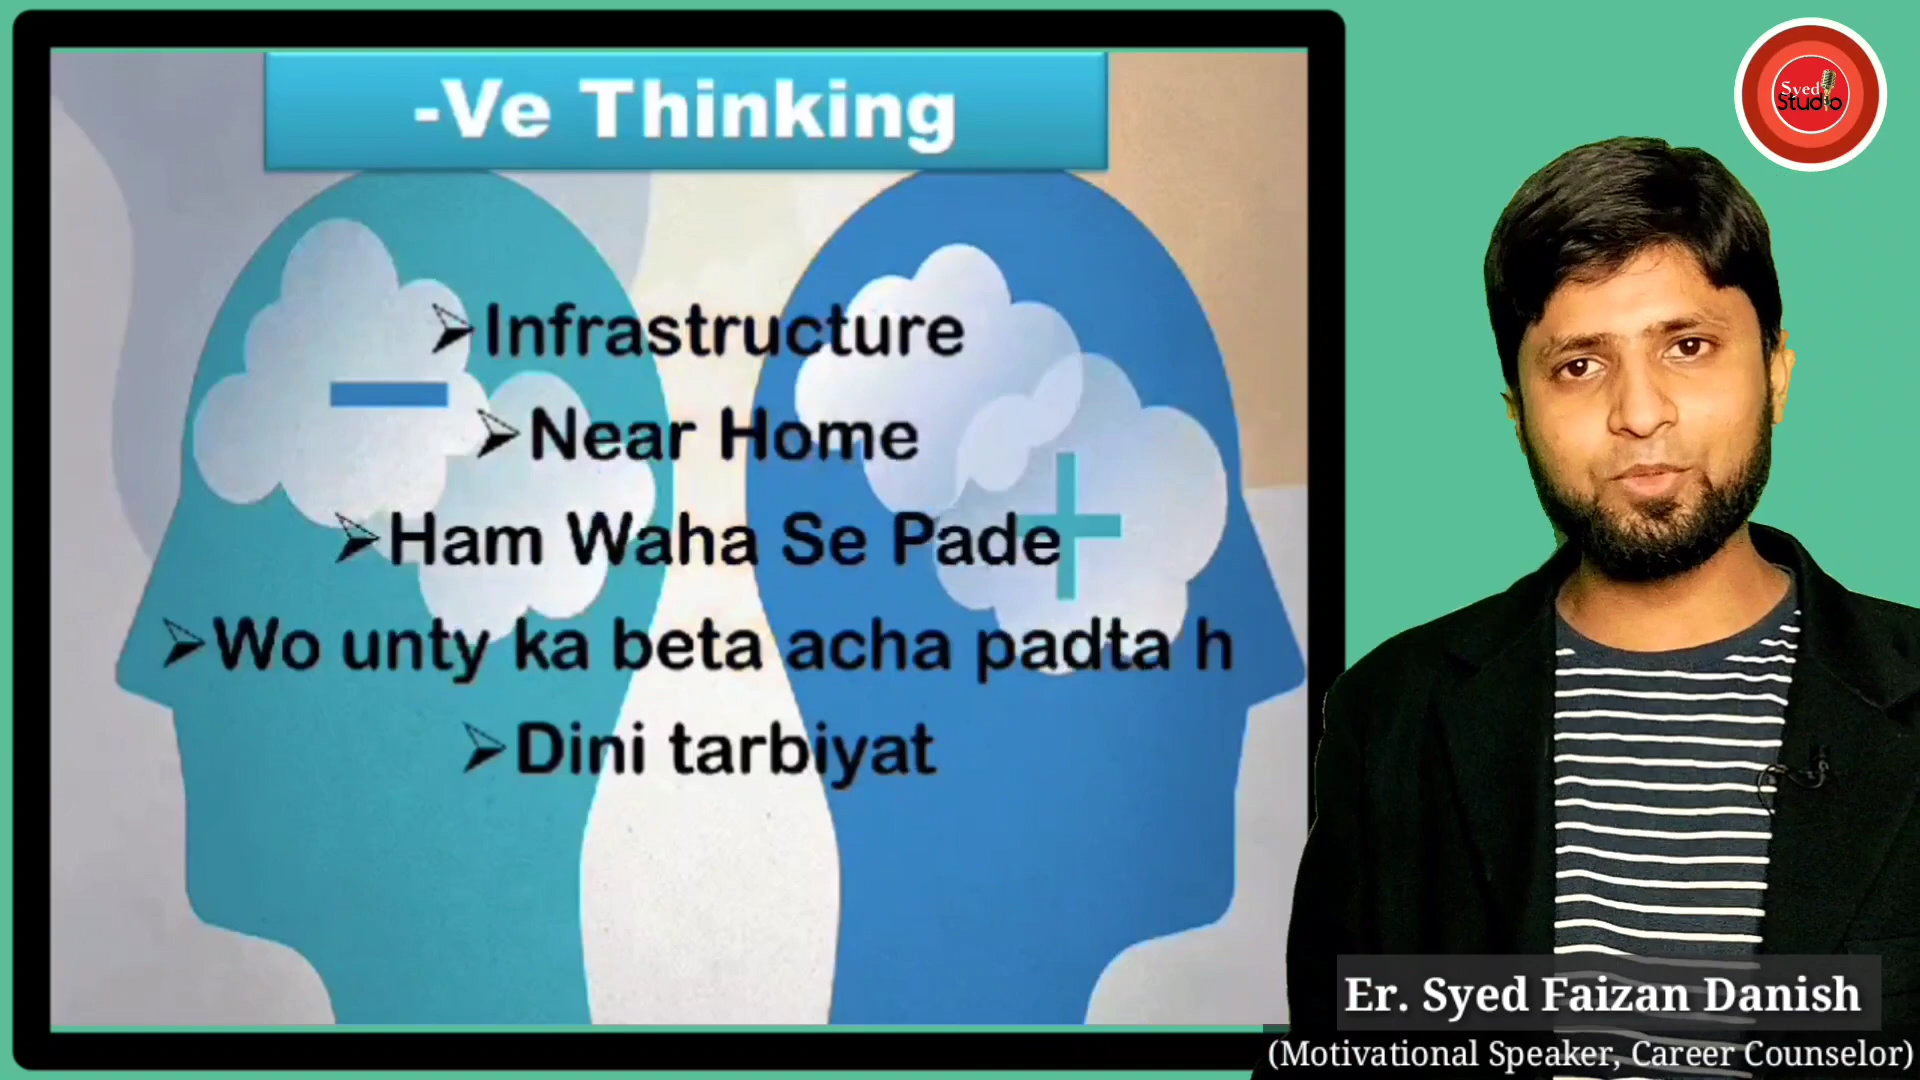 -Ve Thinking
Infrastructure
Near Home
Ham Waha Se Pade
Wo unty ka beta acha padta h
Dini tarbiyat
Syed
Studio
Er. Syed Faizan Danish
(Motivational Speaker, Career Counselor)